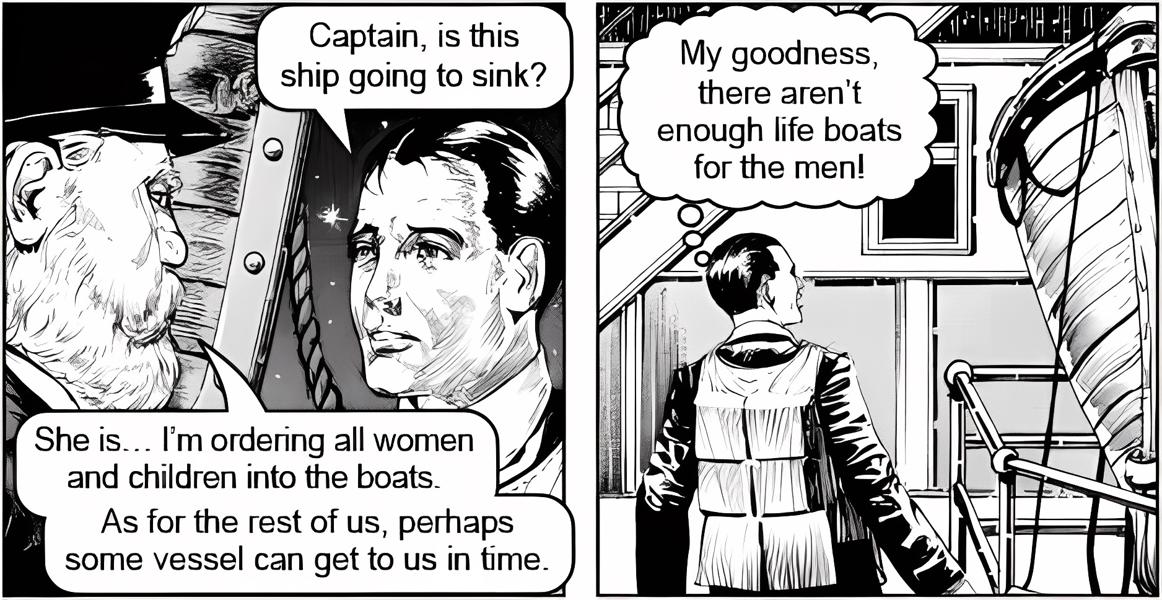 Captain, is this
ship going to sink?
She is... I'm ordering all women
and children into the boats.
As for the rest of us, perhaps
some vessel can get to us in time.
My goodness,
there aren't
enough life boats
for the men!